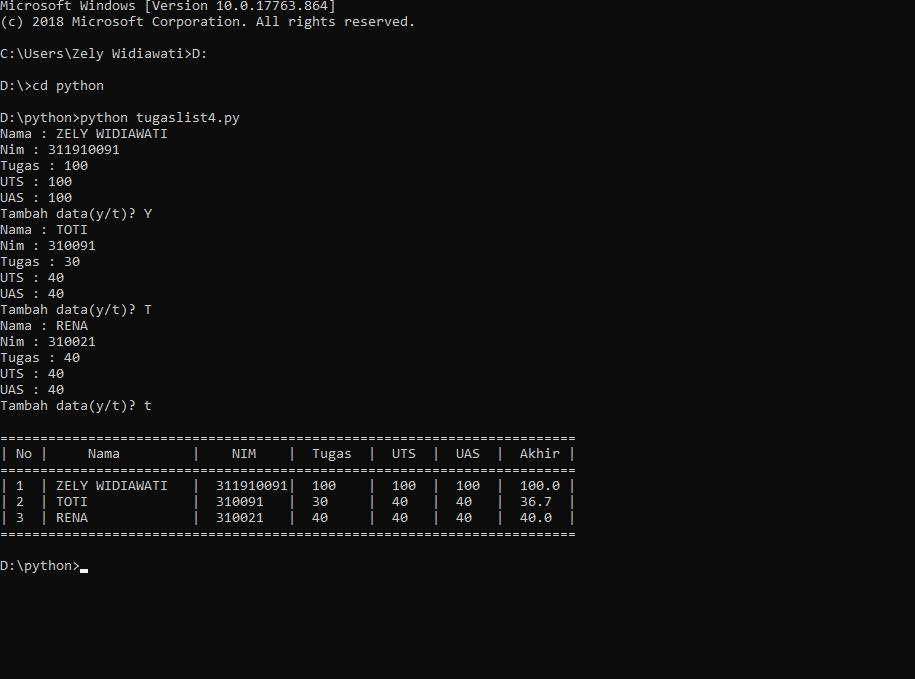 Microsoft Windows [Version 10.0.17763.864]
(c) 2018 Microsoft Corporation. All rights reserved.
C:\Users\Zely Widiawati>D:
D:\>cd python
D:\python>python tugaslist4.py
Nama : ZELY WIDIAWATI
Nim : 311910091
Tugas : 100
UTS : 100
UAS : 100
Tambah data(y/t)? Y
Nama : TOTI
Nim : 310091
Tugas : 30
UTS : 40
UAS : 40
Tambah data(y/t)? T
Nama : RENA
Nim : 310021
Tugas : 40
UTS : 40
UAS : 40
Tambah data(y/t)? t
========================================================================
| No |     Nama         |    NIM    |  Tugas  |  UTS  |  UAS  |  Akhir |
========================================================================
| 1  | ZELY WIDIAWATI   |  311910091|  100    |  100  |  100  |  100.0 |
| 2  | TOTI             |  310091   |  30     |  40   |  40   |  36.7  |
| 3  | RENA             |  310021   |  40     |  40   |  40   |  40.0  |
========================================================================
D:\python>